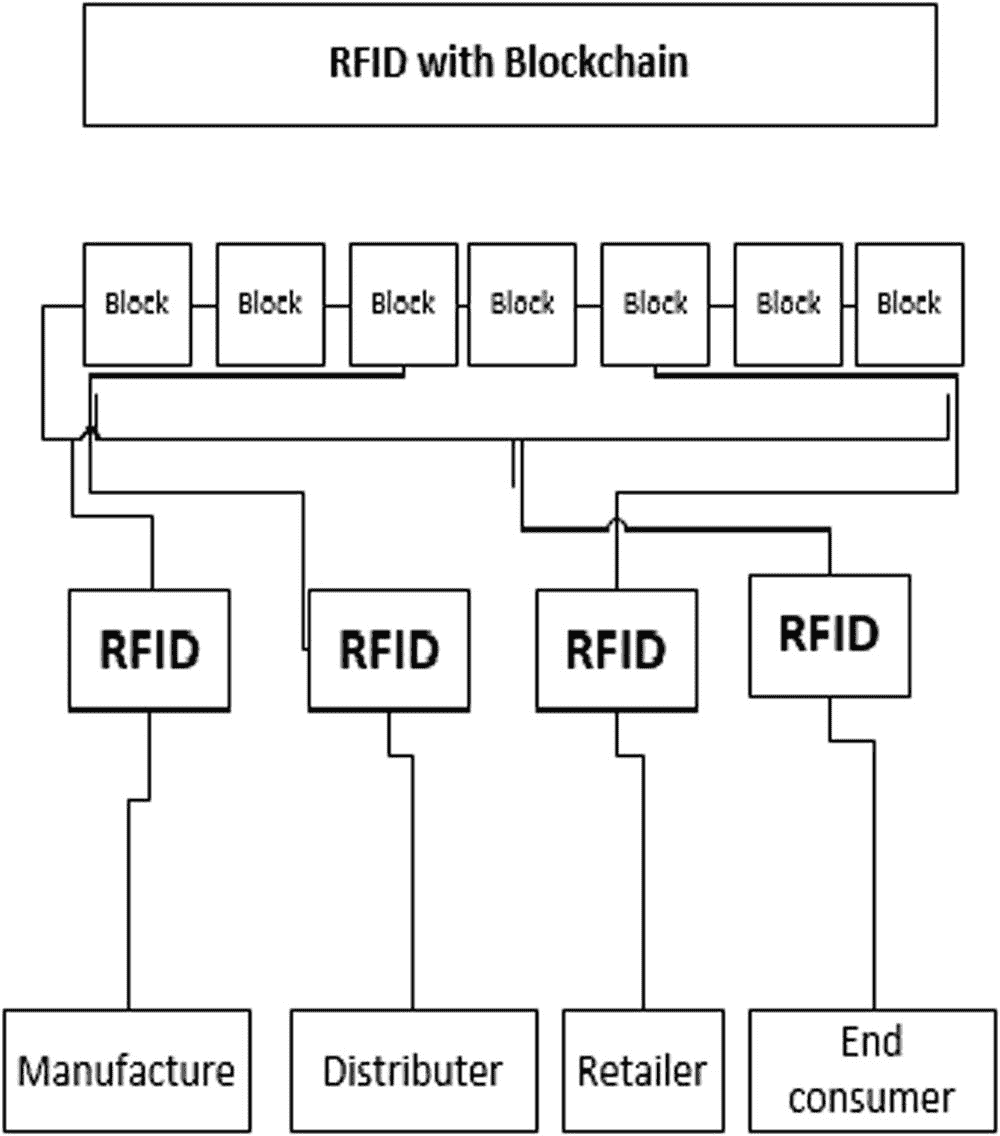 RFID with Blockchain
Block
Block
Block
Block
Block
Block
Block
RFID
RFID
RFID
RFID
Manufacture
Distributer
Retailer
End
consumer